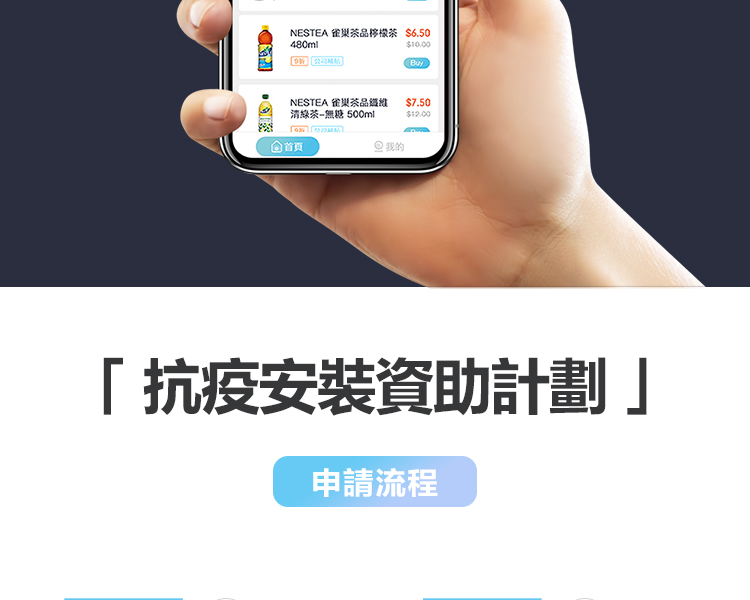 NESTEA 雀巢茶品檸檬茶 $6.50
480ml $10.00
9折 公司補貼 Buy
NESTEA 雀巢茶品纖維 $7.50
清綠茶-無糖 500ml $12.00
9折 公司補貼
首頁 我的
「 抗疫安裝資助計劃 」
申請流程